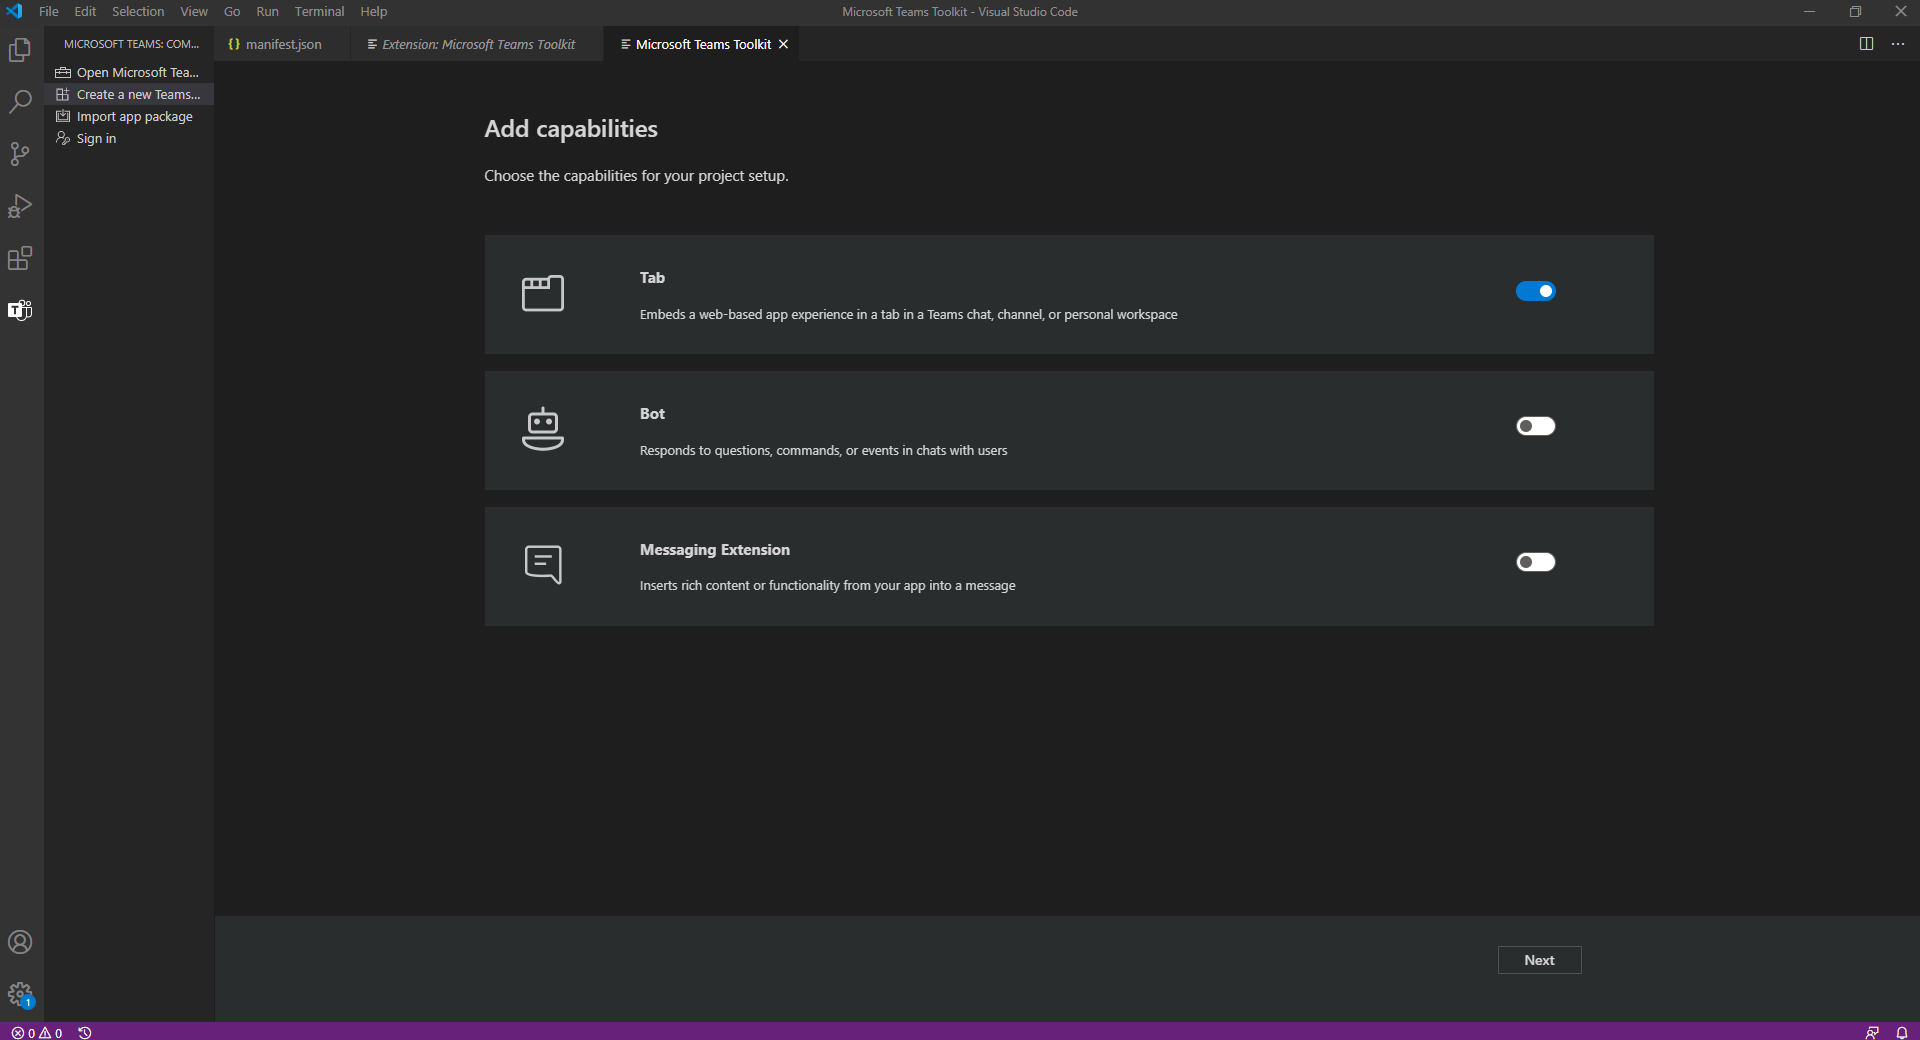 File Edit Selection View Go Run Terminal Help
Microsoft Teams Toolkit - Visual Studio Code
MICROSOFT TEAMS: COM...
{} manifest.json
Extension: Microsoft Teams Toolkit
Microsoft Teams Toolkit
Open Microsoft Tea...
Create a new Teams...
Import app package
Sign in
Add capabilities
Choose the capabilities for your project setup.
Tab
Embeds a web-based app experience in a tab in a Teams chat, channel, or personal workspace
Bot
Responds to questions, commands, or events in chats with users
Messaging Extension
Inserts rich content or functionality from your app into a message
Next
1
0 0